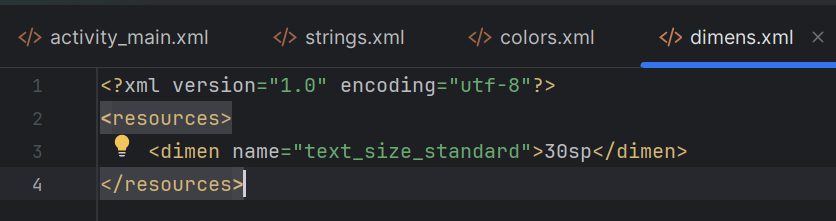 </> activity_main.xml </> strings.xml </> colors.xml </> dimens.xml ×
1 <?xml version="1.0" encoding="utf-8"?>
2 <resources>
3 <dimen name="text_size_standard">30sp</dimen>
4 </resources>